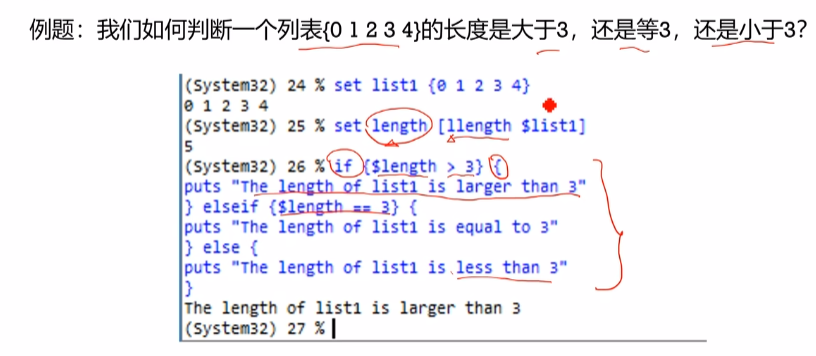 例题：我们如何判断一个列表{0 1 2 3 4}的长度是大于3，还是等3，还是小于3？
(System32) 24 % set list1 {0 1 2 3 4}
0 1 2 3 4
(System32) 25 % set length [llength $list1]
5
(System32) 26 % if {$length > 3} {
puts "The length of list1 is larger than 3"
} elseif {$length == 3} {
puts "The length of list1 is equal to 3"
} else {
puts "The length of list1 is less than 3"
}
The length of list1 is larger than 3
(System32) 27 %